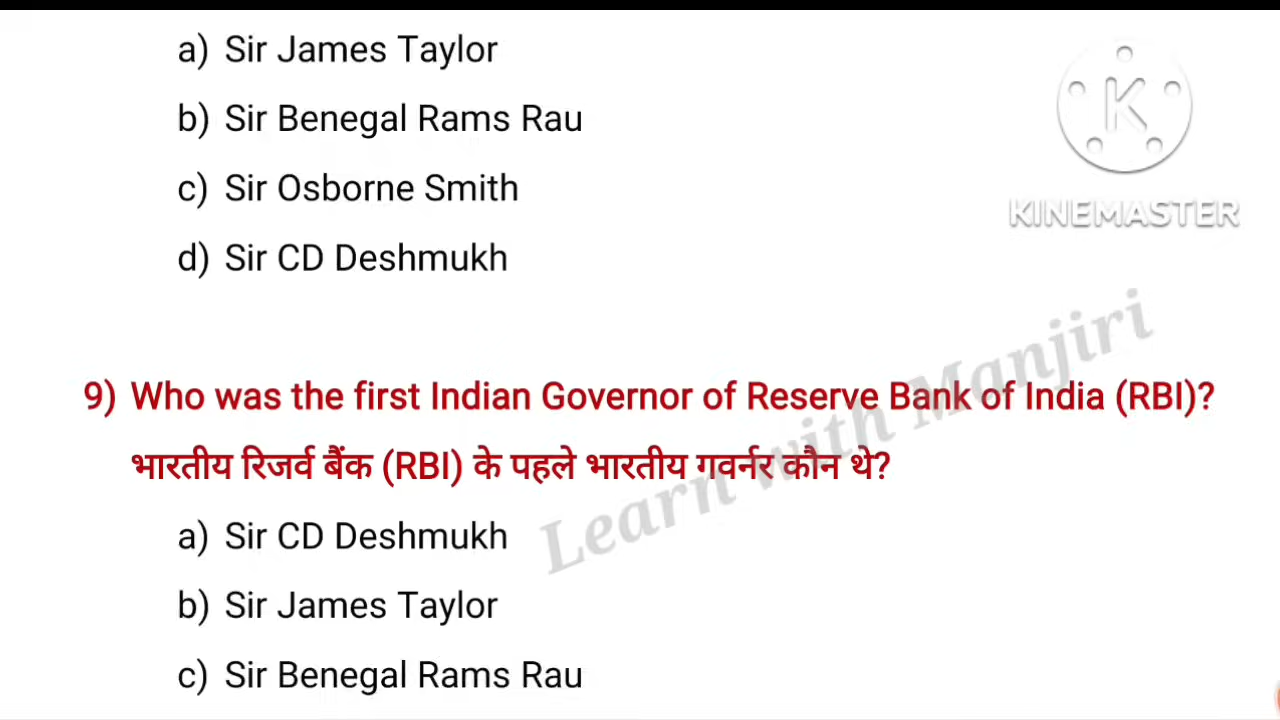 a) Sir James Taylor
b) Sir Benegal Rams Rau
c) Sir Osborne Smith
d) Sir CD Deshmukh
K
KINEMASTER
9) Who was the first Indian Governor of Reserve Bank of India (RBI)?
भारतीय रिजर्व बैंक (RBI) के पहले भारतीय गवर्नर कौन थे?
Learn with Manjiri
a) Sir CD Deshmukh
b) Sir James Taylor
c) Sir Benegal Rams Rau